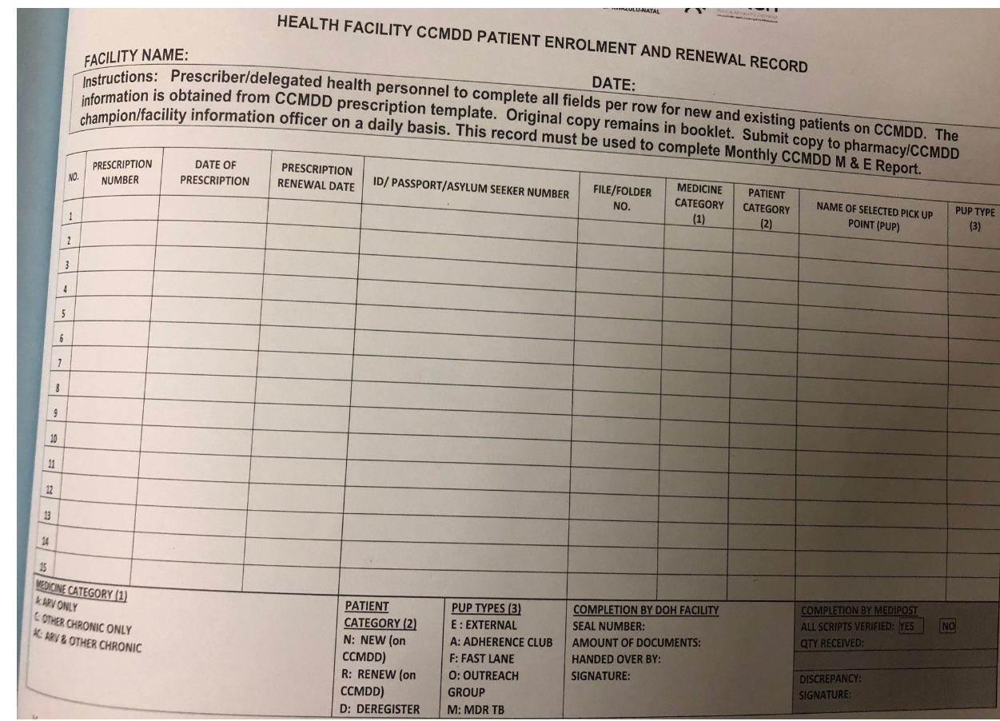 KWAZULU-NATAL
HEALTH FACILITY CCMDD PATIENT ENROLMENT AND RENEWAL RECORD
FACILITY NAME:
DATE:
Instructions: Prescriber/delegated health personnel to complete all fields per row for new and existing patients on CCMDD. The
information is obtained from CCMDD prescription template. Original copy remains in booklet. Submit copy to pharmacy/CCMDD
champion/facility information officer on a daily basis. This record must be used to complete Monthly CCMDD M & E Report.
NO.
PRESCRIPTION
NUMBER
DATE OF
PRESCRIPTION
PRESCRIPTION
RENEWAL DATE
ID/ PASSPORT/ASYLUM SEEKER NUMBER
FILE/FOLDER
NO.
MEDICINE
CATEGORY
(1)
PATIENT
CATEGORY
(2)
NAME OF SELECTED PICK UP
POINT (PUP)
PUP TYPE
(3)
1
2
3
4
5
6
7
8
9
10
11
12
13
14
15
MEDICINE CATEGORY (1)
A: ARV ONLY
C: OTHER CHRONIC ONLY
AC: ARV & OTHER CHRONIC
PATIENT
CATEGORY (2)
N: NEW (on
CCMDD)
R: RENEW (on
CCMDD)
D: DEREGISTER
PUP TYPES (3)
E : EXTERNAL
A: ADHERENCE CLUB
F: FAST LANE
O: OUTREACH
GROUP
M: MDR TB
COMPLETION BY DOH FACILITY
SEAL NUMBER:
AMOUNT OF DOCUMENTS:
HANDED OVER BY:
SIGNATURE:
COMPLETION BY MEDIPOST
ALL SCRIPTS VERIFIED: YES NO
QTY RECEIVED:
DISCREPANCY:
SIGNATURE: